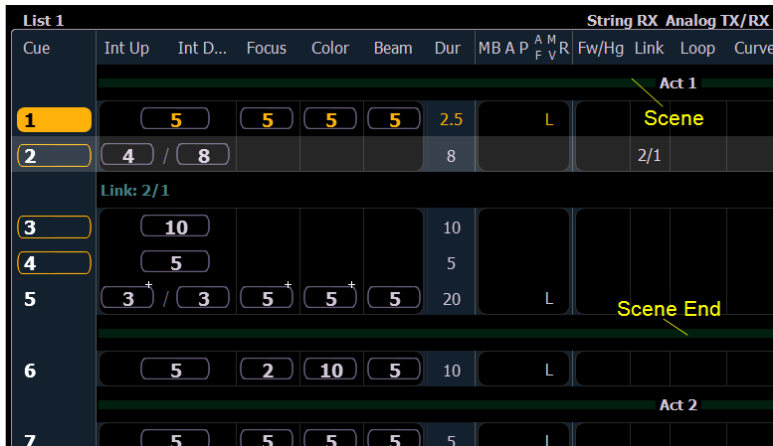 List 1 String RX Analog TX/RX
Cue Int Up Int D... Focus Color Beam Dur MB A P A F M V R Fw/Hg Link Loop Curve
Act 1
1 5 5 5 5 2.5 L
Scene
2 4 / 8 8 2/1
Link: 2/1
3 10 10
4 5 5
5 3+ / 3 5+ 5+ 5 20 L
Scene End
6 5 2 10 5 10 L
Act 2
7 5 5 5 5 5 L